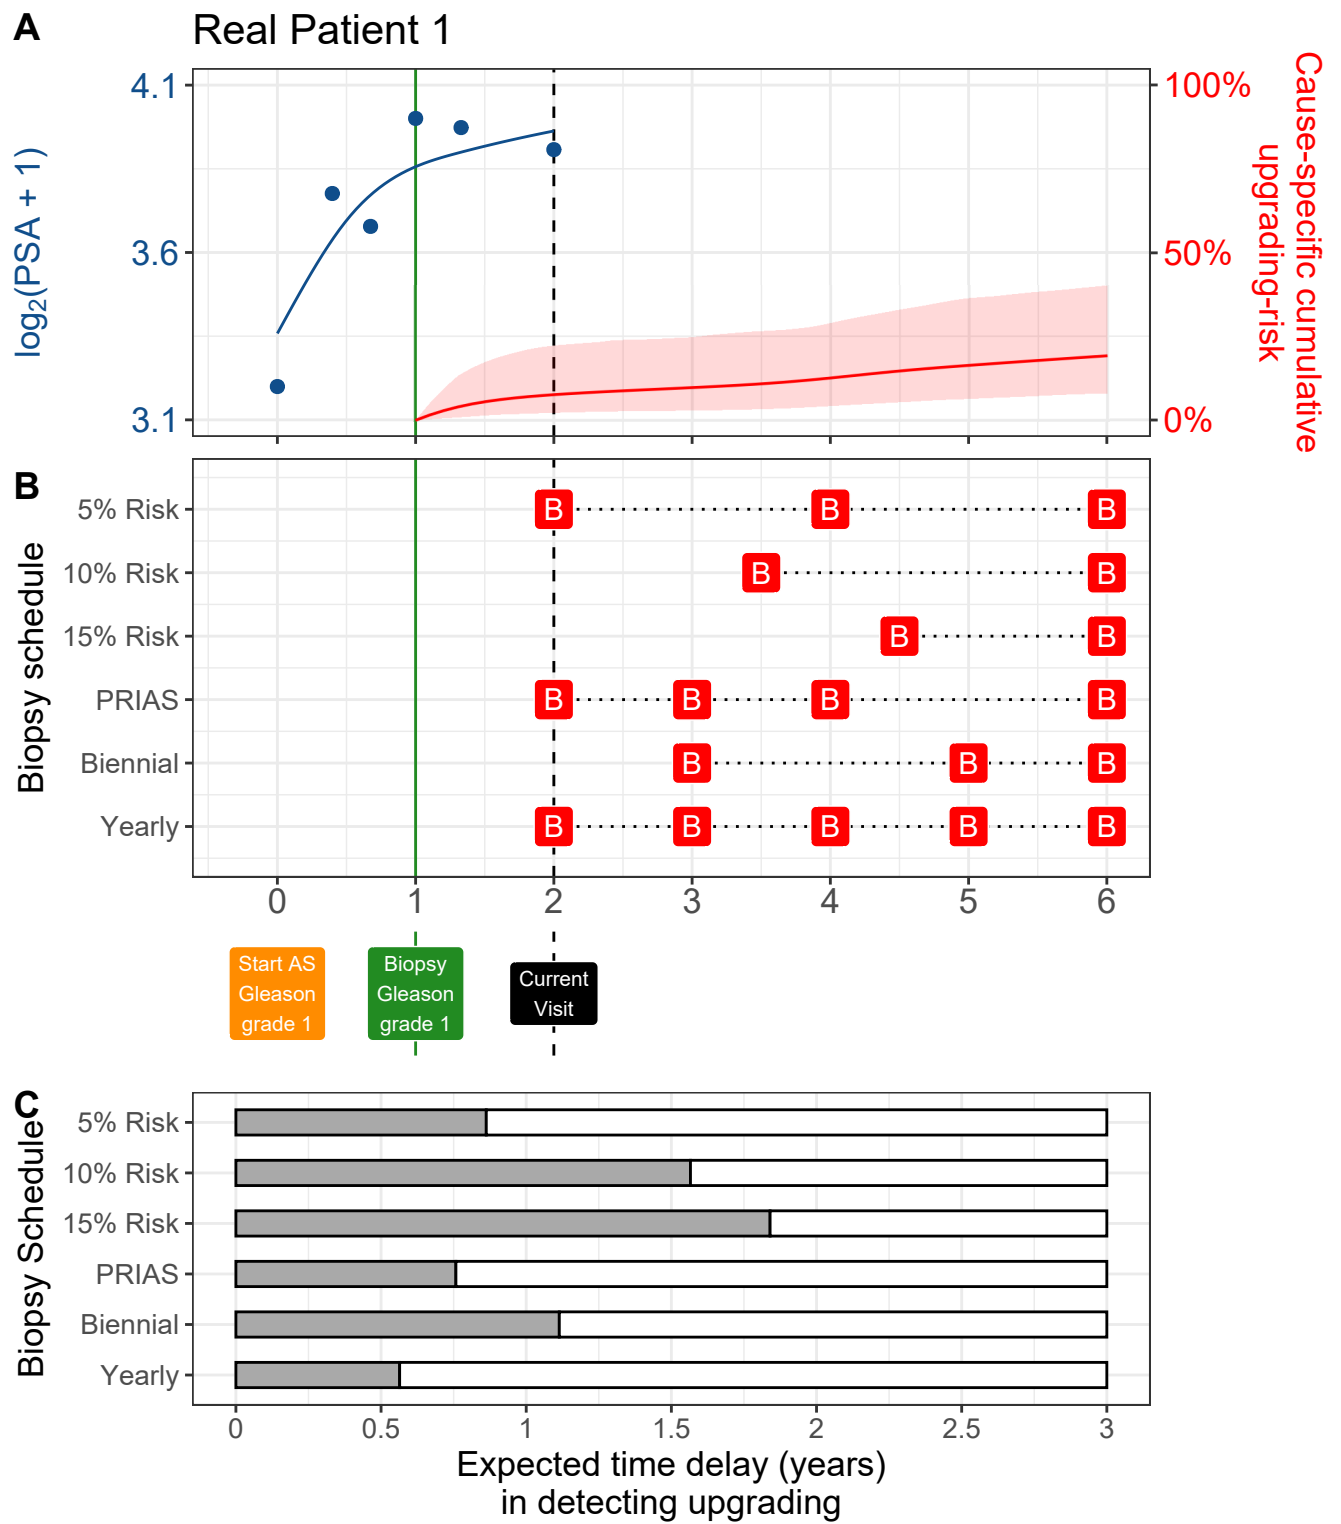 A
Real Patient 1
4.1
3.6
3.1
log₂(PSA + 1)
100%
50%
0%
Cause-specific cumulative
upgrading-risk
B
Biopsy schedule
5% Risk
B B B
10% Risk
B B
15% Risk
B B
PRIAS
B B B B
Biennial
B B B
Yearly
B B B B B
0 1 2 3 4 5 6
Start AS
Gleason
grade 1
Biopsy
Gleason
grade 1
Current
Visit
C
Biopsy Schedule
5% Risk
10% Risk
15% Risk
PRIAS
Biennial
Yearly
0 0.5 1 1.5 2 2.5 3
Expected time delay (years)
in detecting upgrading